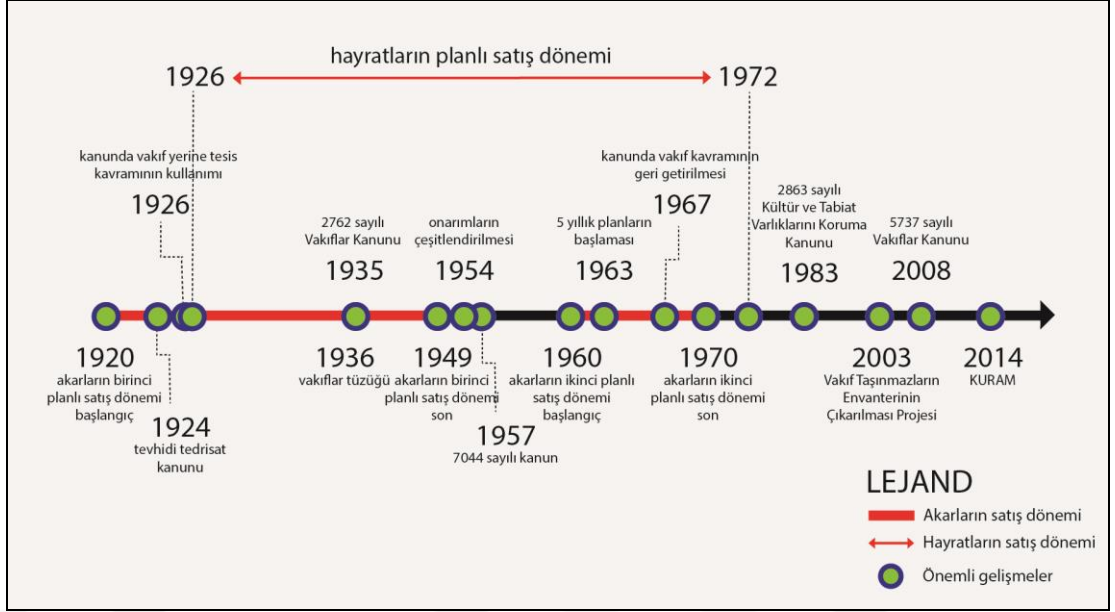 hayratların planlı satış dönemi
1926
1972
kanunda vakıf yerine tesis
kavramının kullanımı
1926
2762 sayılı
Vakıflar Kanunu
1935
onarımların
çeşitlendirilmesi
1954
5 yıllık planların
başlaması
1963
kanunda vakıf kavramının
geri getirilmesi
1967
2863 sayılı
Kültür ve Tabiat
Varlıklarını Koruma
Kanunu
1983
5737 sayılı
Vakıflar Kanunu
2008
1920
akarların birinci
planlı satış dönemi
başlangıç
1924
tevhidi tedrisat
kanunu
1936
vakıflar tüzüğü
1949
akarların birinci
planlı satış dönemi
son
1957
7044 sayılı kanun
1960
akarların ikinci planlı
satış dönemi
başlangıç
1970
akarların ikinci
planlı satış dönemi
son
2003
Vakıf Taşınmazların
Envanterinin
Çıkarılması Projesi
2014
KURAM
LEJAND
Akarların satış dönemi
Hayratların satış dönemi
Önemli gelişmeler